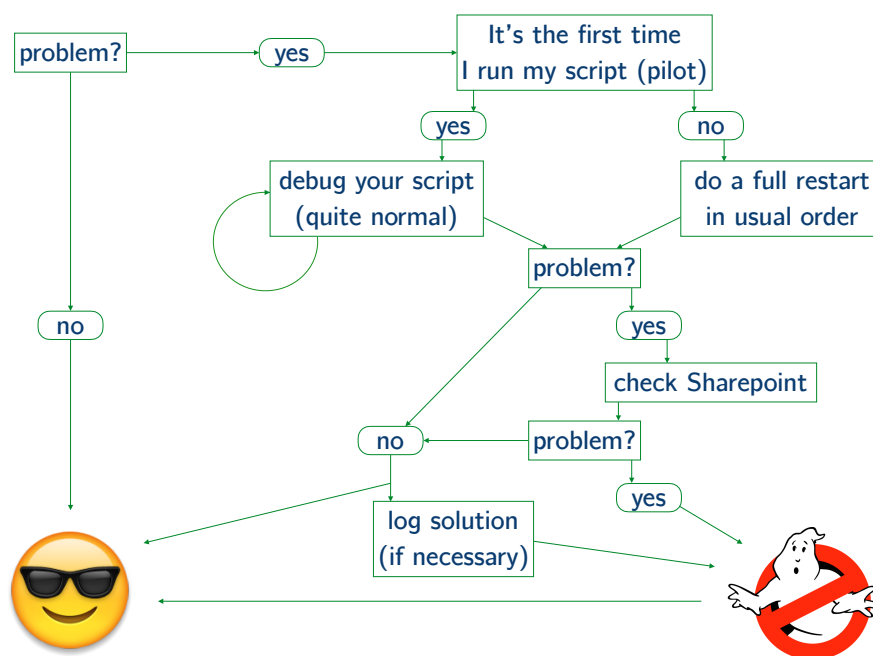 problem?
yes
It's the first time
I run my script (pilot)
yes
no
debug your script
(quite normal)
do a full restart
in usual order
problem?
no
yes
check Sharepoint
no
problem?
yes
log solution
(if necessary)